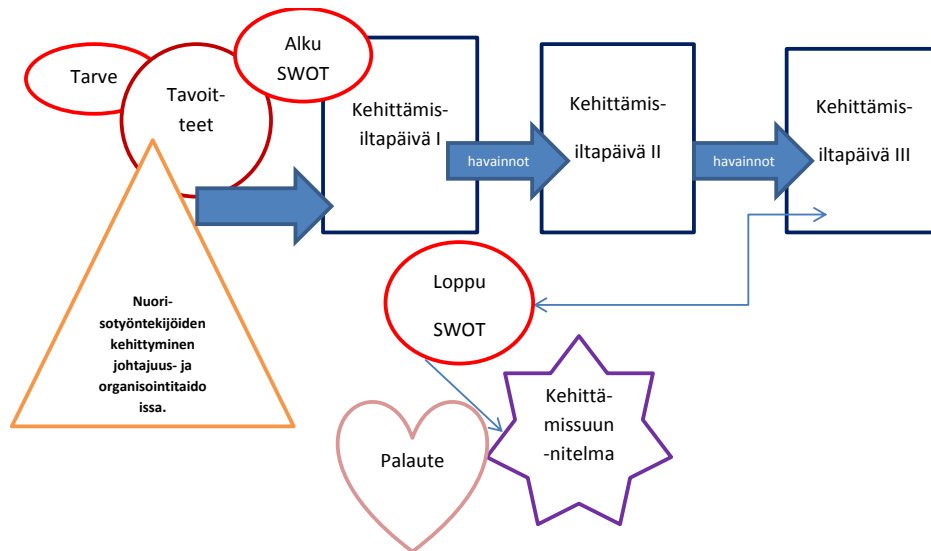 Tarve
Tavoit-
teet
Alku
SWOT
Kehittämis-
iltapäivä I
havainnot
Kehittämis-
iltapäivä II
havainnot
Kehittämis-
iltapäivä III
Nuori-
sotyöntekijöiden
kehittyminen
johtajuus- ja
organisointitaido
issa.
Loppu
SWOT
Palaute
Kehittä-
missuun
-nitelma